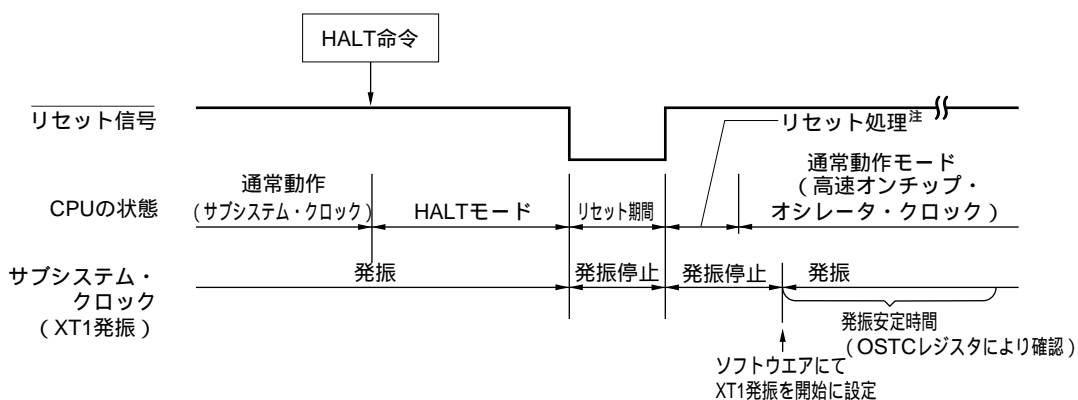 HALT命令
リセット信号
リセット処理注
CPUの状態
通常動作
(サブシステム・クロック)
HALTモード
リセット期間
通常動作モード
(高速オンチップ・
オシレータ・クロック)
サブシステム・
クロック
(XT1発振)
発振
発振停止
発振停止
発振
発振安定時間
(OSTCレジスタにより確認)
ソフトウエアにて
XT1発振を開始に設定